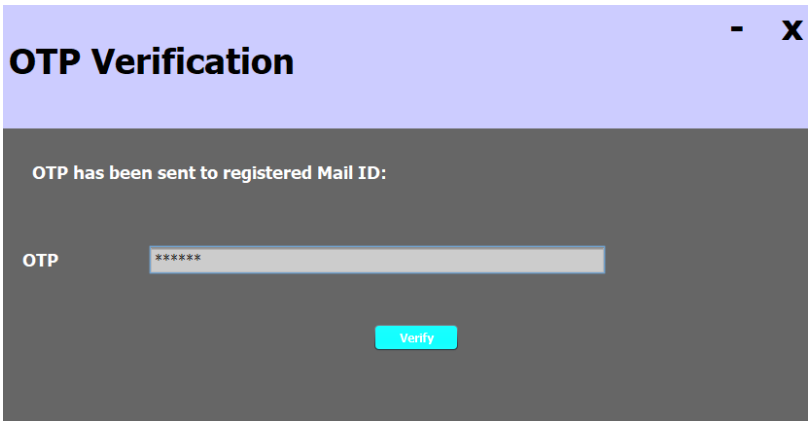 - X
OTP Verification
OTP has been sent to registered Mail ID:
OTP ******
Verify